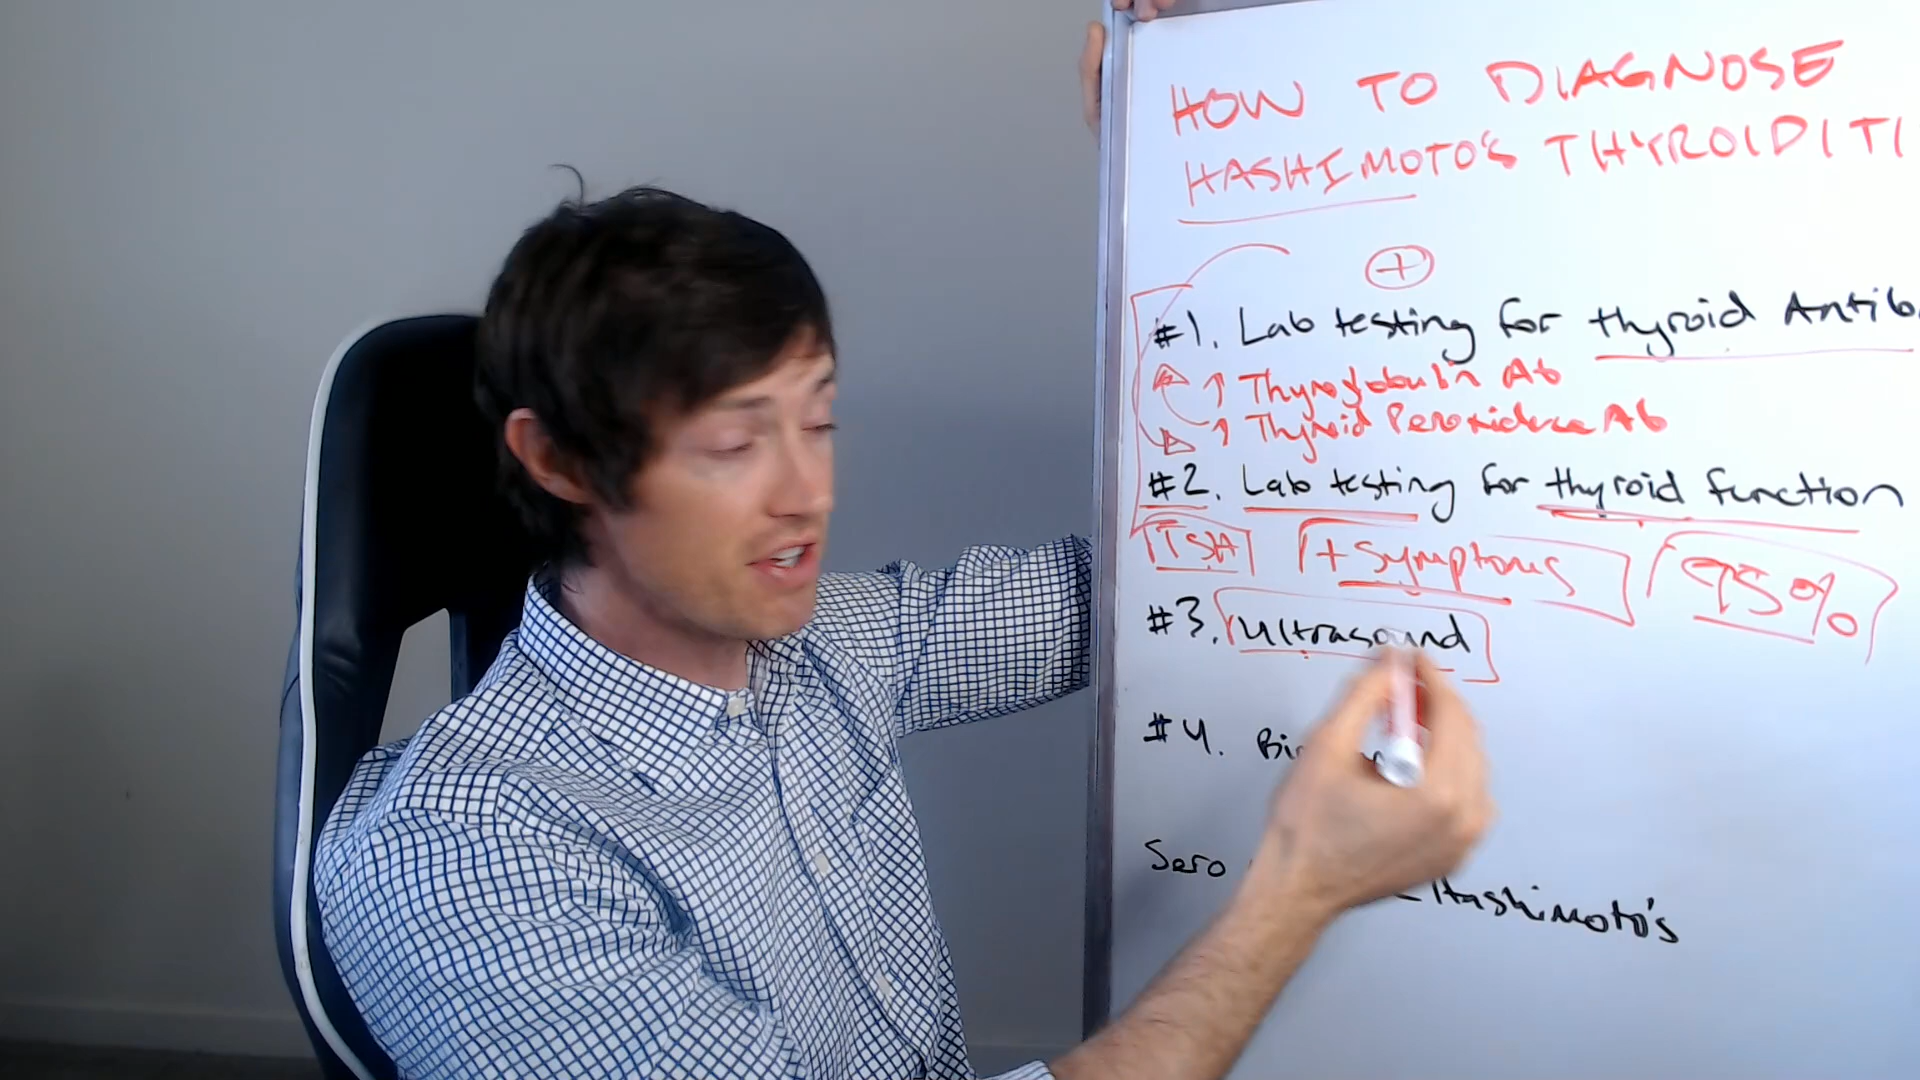 HOW TO DIAGNOSE
HASHIMOTO'S THYROIDITI
+
#1. Lab testing for thyroid Antib
↑ Thyroglobulin Ab
↑ Thyroid Peroxidase Ab
#2. Lab testing for thyroid function
TSH + symptoms 95%
#3. Ultrasound
#4.
Sero Hashimoto's